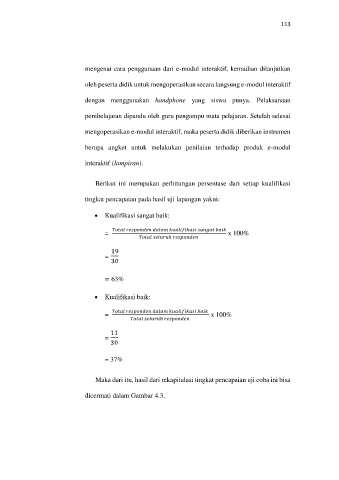 113
mengenai cara penggunaan dari e-modul interaktif, kemudian dilanjutkan
oleh peserta didik untuk mengoperasikan secara langsung e-modul interaktif
dengan menggunakan handphone yang siswa punya. Pelaksanaan
pembelajaran dipandu oleh guru pengampu mata pelajaran. Setelah selesai
mengoperasikan e-modul interaktif, maka peserta didik diberikan instrumen
berupa angket untuk melakukan penilaian terhadap produk e-modul
interaktif (lampiran).
Berikut ini merupakan perhitungan persentase dari setiap kualifikasi
tingkat pencapaian pada hasil uji lapangan yakni:
• Kualifikasi sangat baik:
= Total responden dalam kualifikasi sangat baik / Total seluruh responden x 100%
= 19 / 30
= 63%
• Kualifikasi baik:
= Total responden dalam kualifikasi baik / Total seluruh responden x 100%
= 11 / 30
= 37%
Maka dari itu, hasil dari rekapitulasi tingkat pencapaian uji coba ini bisa
dicermati dalam Gambar 4.3.